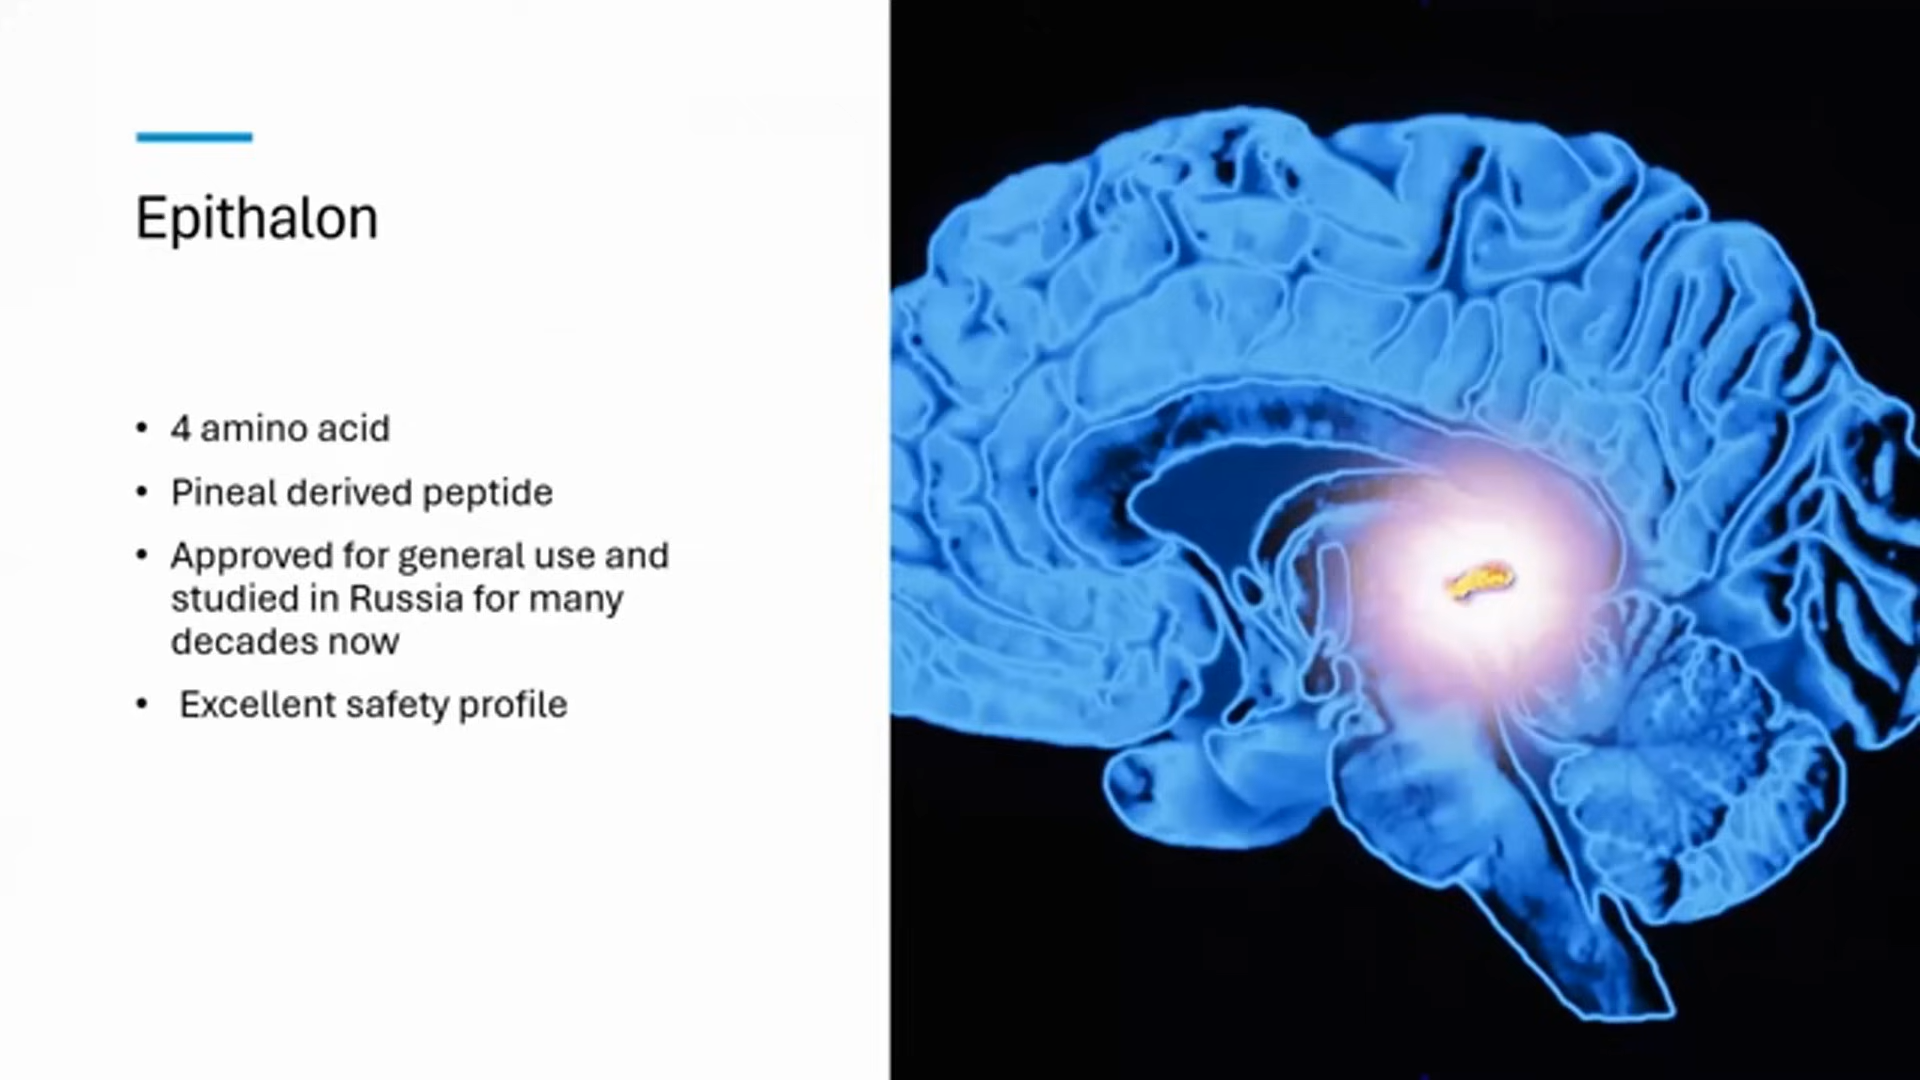 Epithalon
• 4 amino acid
• Pineal derived peptide
• Approved for general use and
studied in Russia for many
decades now
• Excellent safety profile